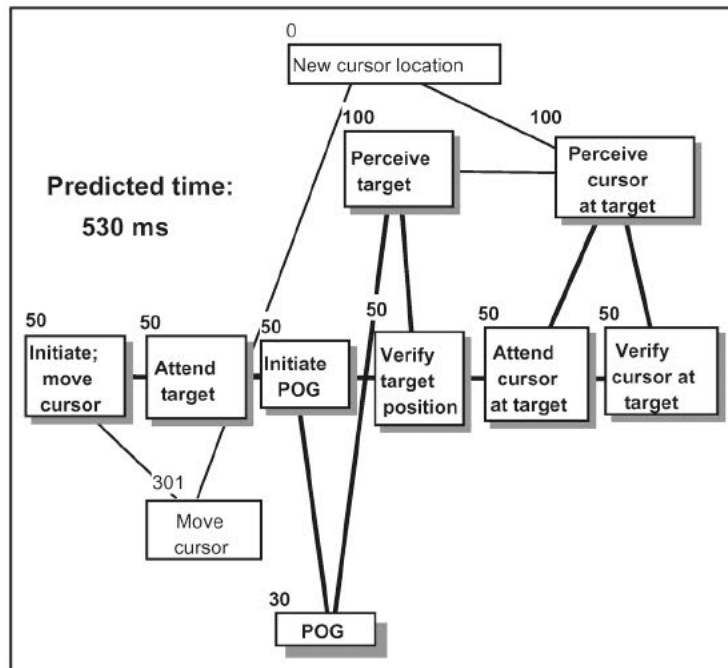 0
New cursor location
100
Perceive
target
100
Perceive
cursor
at target
Predicted time:
530 ms
50
Initiate;
move
cursor
50
Attend
target
50
Initiate
POG
50
Verify
target
position
50
Attend
cursor
at target
50
Verify
cursor at
target
301
Move
cursor
30
POG